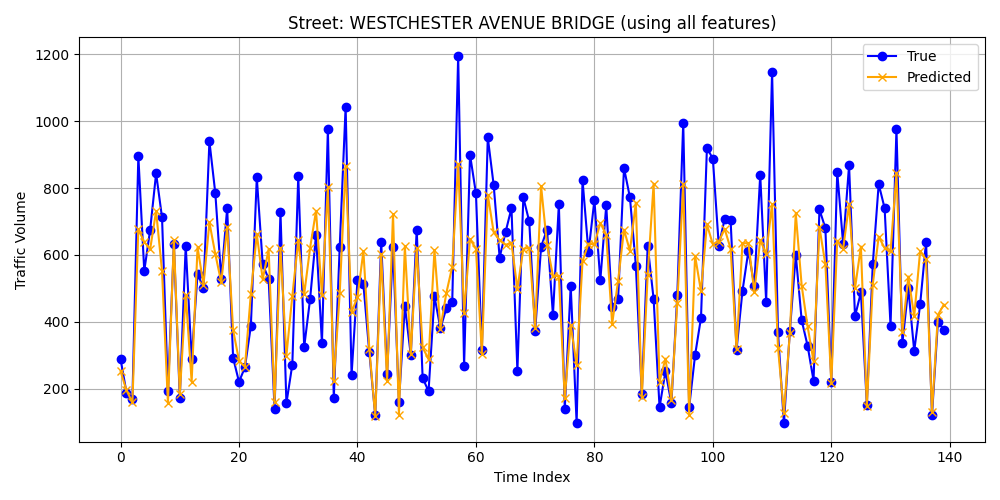 Street: WESTCHESTER AVENUE BRIDGE (using all features)
True
Predicted
Traffic Volume
1200
1000
800
600
400
200
0
20
40
60
80
100
120
140
Time Index